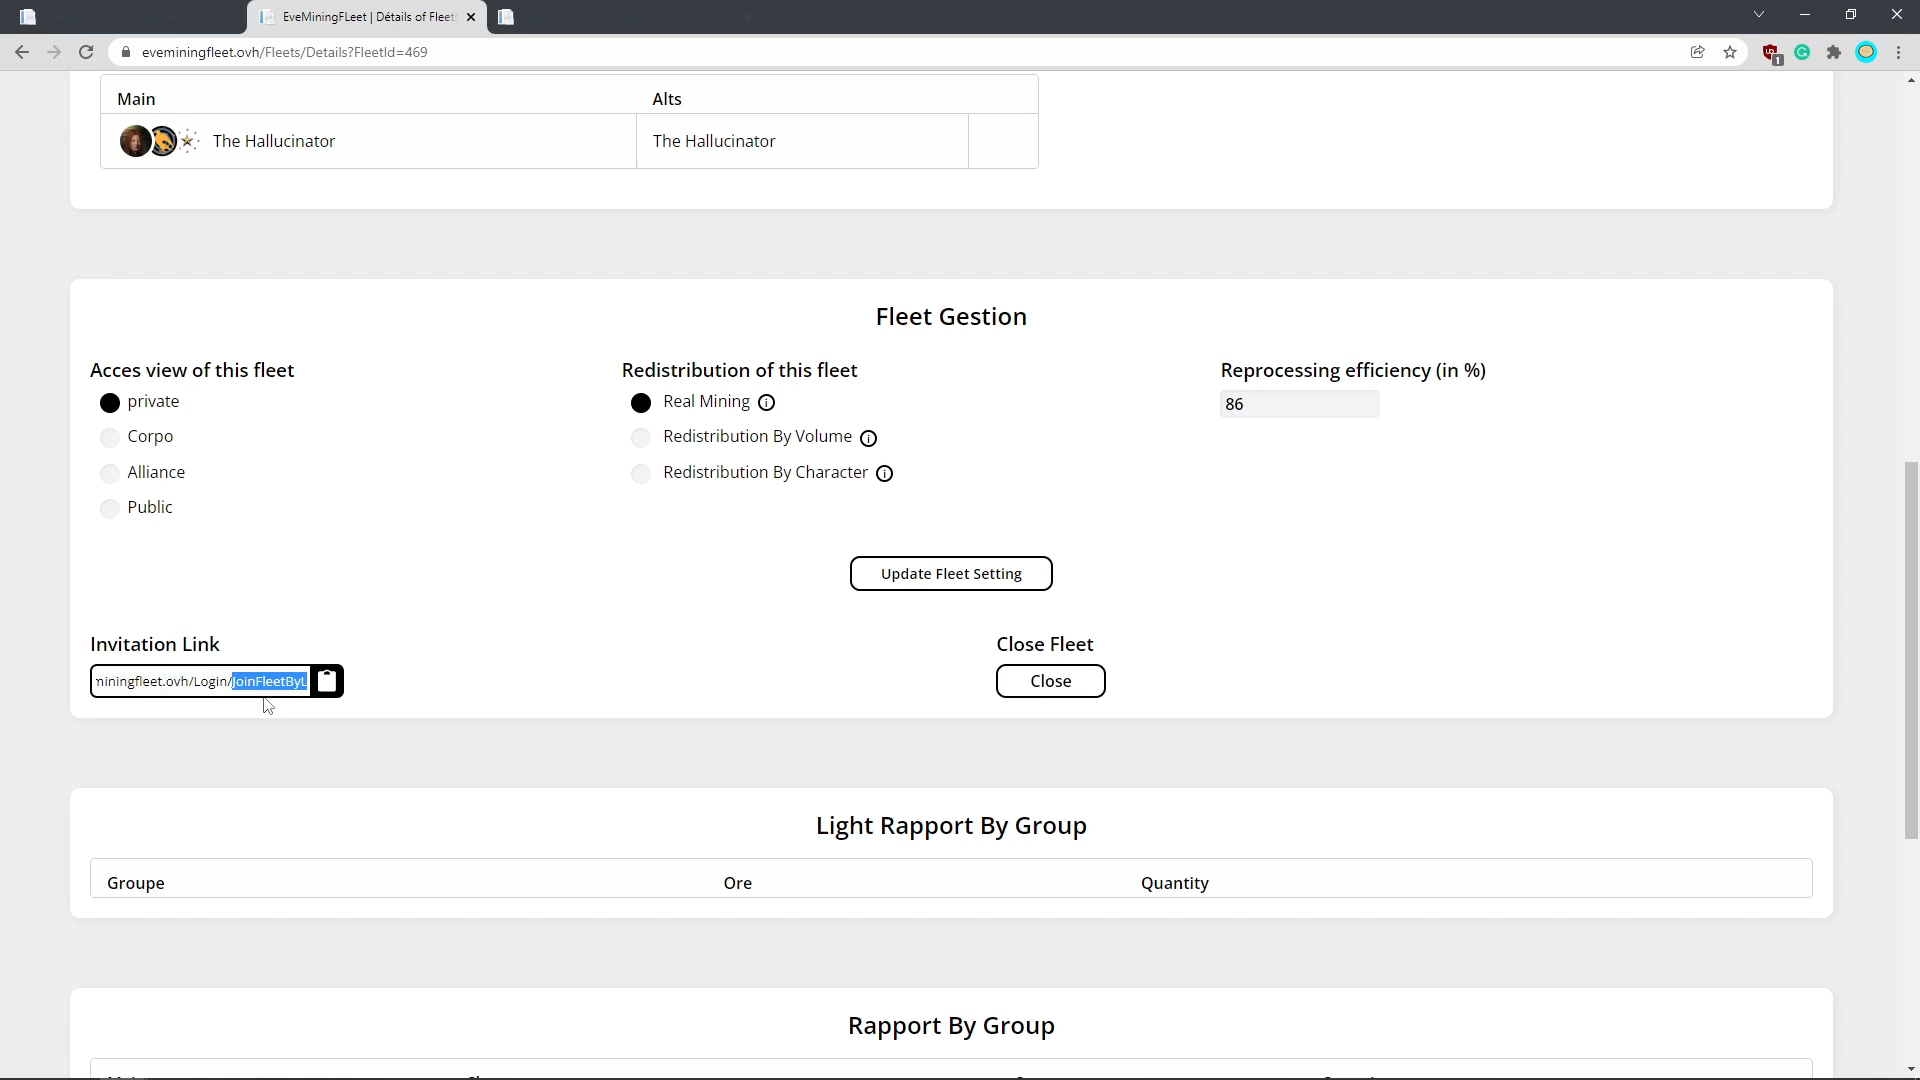 EveMiningFLeet | Détails of Fleets
eveminingfleet.ovh/Fleets/Details?FleetId=469
1
Main Alts
The Hallucinator The Hallucinator
Fleet Gestion
Acces view of this fleet Redistribution of this fleet Reprocessing efficiency (in %)
private Real Mining 86
Corpo Redistribution By Volume
Alliance Redistribution By Character
Public
Update Fleet Setting
Invitation Link Close Fleet
miningfleet.ovh/Login/JoinFleetByL Close
Light Rapport By Group
Groupe Ore Quantity
Rapport By Group